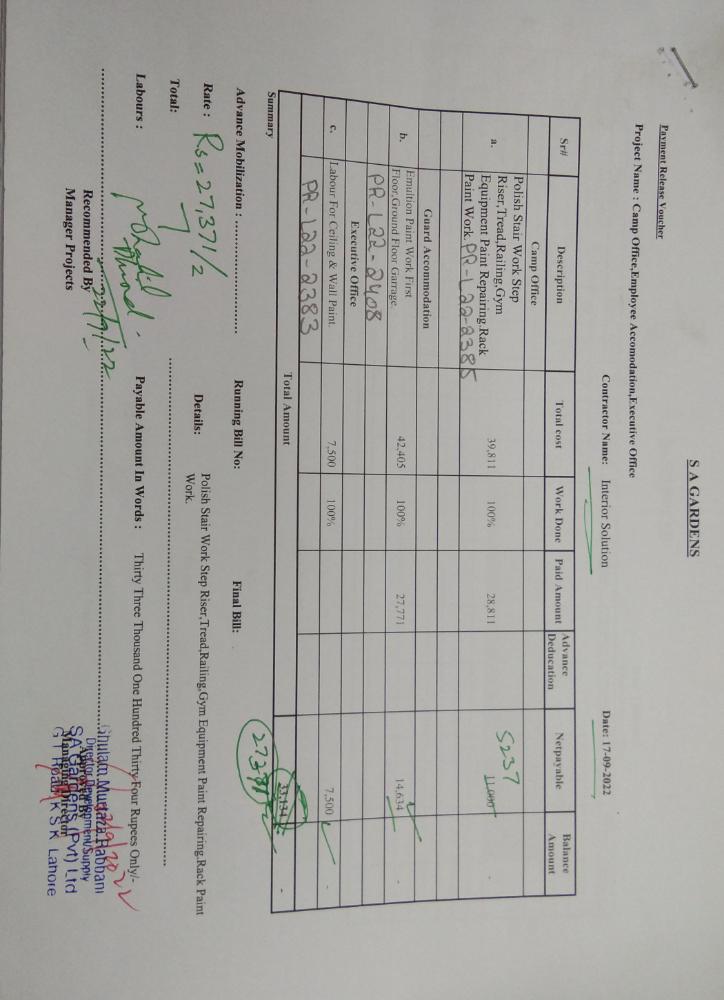 S A GARDENS
Payment Release Voucher
Project Name : Camp Office,Employee Accomodation,Executive Office
Contractor Name: Interior Solution
Date: 17-09-2022
Sr# Description Total cost Work Done Paid Amount Advance Deducation Netpayable Balance Amount
Camp Office
a. Polish Stair Work Step Riser,Tread,Railing,Gym Equipment Paint Repairing,Rack Paint Work. PR-L22-2385 39,811 100% 28,811 11,000 5237
Guard Accommodation
b. Emultion Paint Work First Floor,Ground Floor Garrage. PR-L22-2408 42,405 100% 27,771 14,634 -
Executive Office
c. Labour For Ceiling & Wall Paint. PR-L22-2383 7,500 100% 7,500
Total Amount 33,134 -
Summary
Advance Mobilization : Running Bill No: Final Bill:
Rate : Rs=27,371/2
Details: Polish Stair Work Step Riser,Tread,Railing,Gym Equipment Paint Repairing,Rack Paint
Work.
Total:
Labours :
Payable Amount In Words : Thirty Three Thousand One Hundred Thirty Four Rupees Only/-
22/9/22
Recommended By
Manager Projects
Ghulam Murtaza Rabbani
Director Development/Supply
SA Gardens (Pvt) Ltd
Managing Director
G T Road K S K Lahore